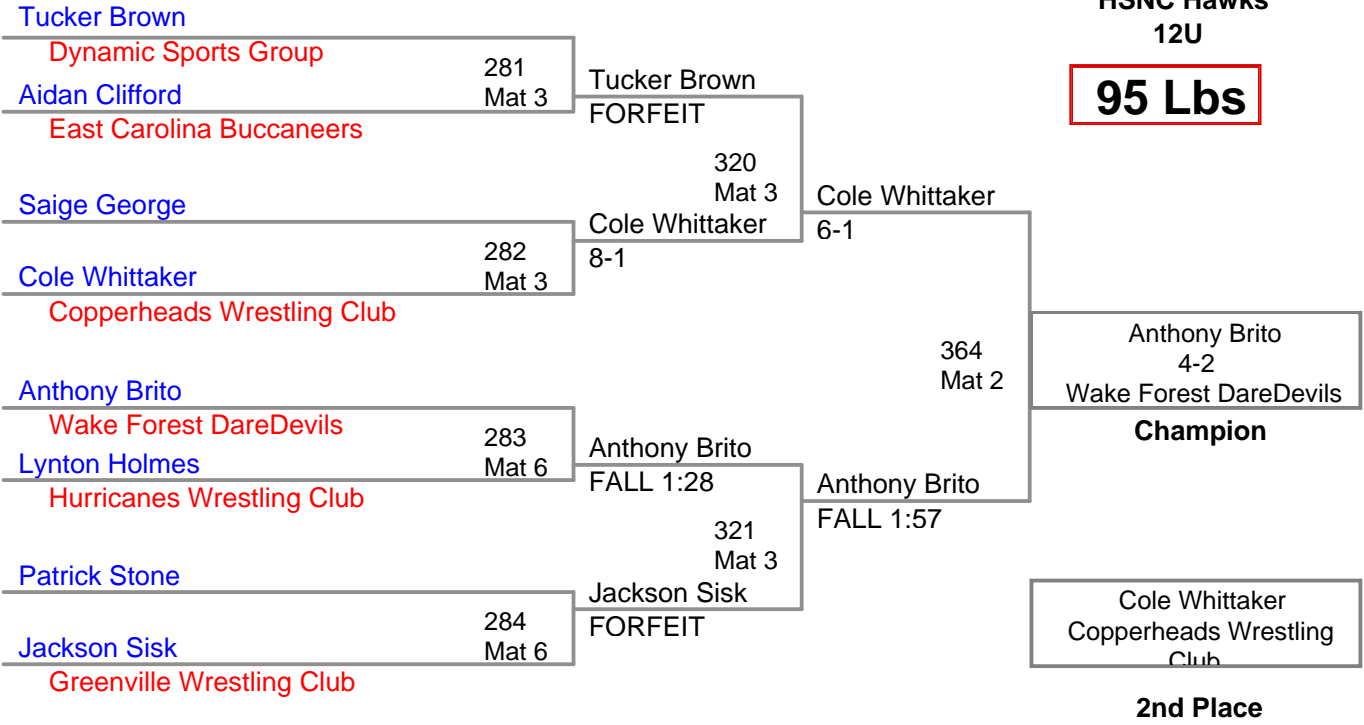 HSNC Hawks
12U
95 Lbs
Tucker Brown
Dynamic Sports Group
281
Mat 3
Aidan Clifford
East Carolina Buccaneers
Tucker Brown
FORFEIT
320
Mat 3
Saige George
282
Mat 3
Cole Whittaker
Copperheads Wrestling Club
Cole Whittaker
8-1
Cole Whittaker
6-1
Anthony Brito
Wake Forest DareDevils
283
Mat 6
Lynton Holmes
Hurricanes Wrestling Club
Anthony Brito
FALL 1:28
321
Mat 3
Patrick Stone
284
Mat 6
Jackson Sisk
Greenville Wrestling Club
Jackson Sisk
FORFEIT
Anthony Brito
FALL 1:57
364
Mat 2
Anthony Brito
4-2
Wake Forest DareDevils
Champion
Cole Whittaker
Copperheads Wrestling
Club
2nd Place